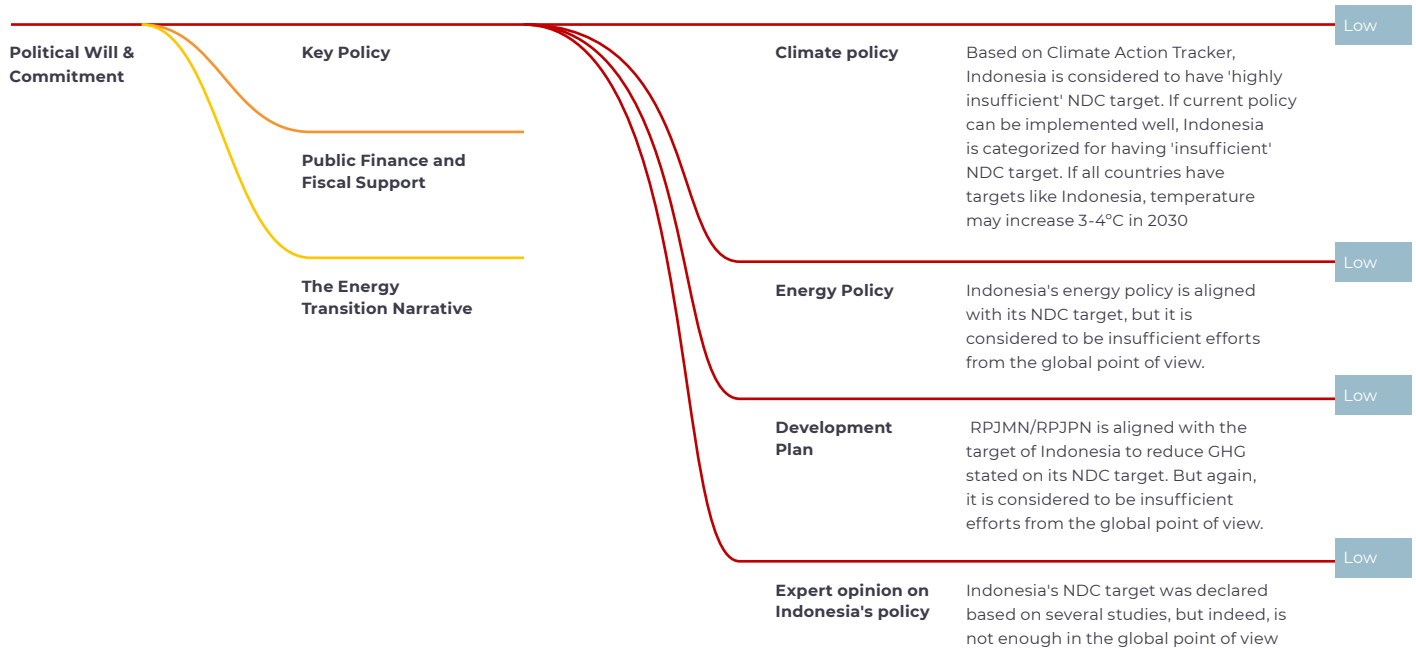 Political Will &
Commitment
Key Policy
Public Finance and
Fiscal Support
The Energy
Transition Narrative
Climate policy
Based on Climate Action Tracker,
Indonesia is considered to have 'highly
insufficient' NDC target. If current policy
can be implemented well, Indonesia
is categorized for having 'insufficient'
NDC target. If all countries have
targets like Indonesia, temperature
may increase 3-4°C in 2030
Low
Energy Policy
Indonesia's energy policy is aligned
with its NDC target, but it is
considered to be insufficient efforts
from the global point of view.
Low
Development
Plan
RPJMN/RPJPN is aligned with the
target of Indonesia to reduce GHG
stated on its NDC target. But again,
it is considered to be insufficient
efforts from the global point of view.
Low
Expert opinion on
Indonesia's policy
Indonesia's NDC target was declared
based on several studies, but indeed, is
not enough in the global point of view
Low